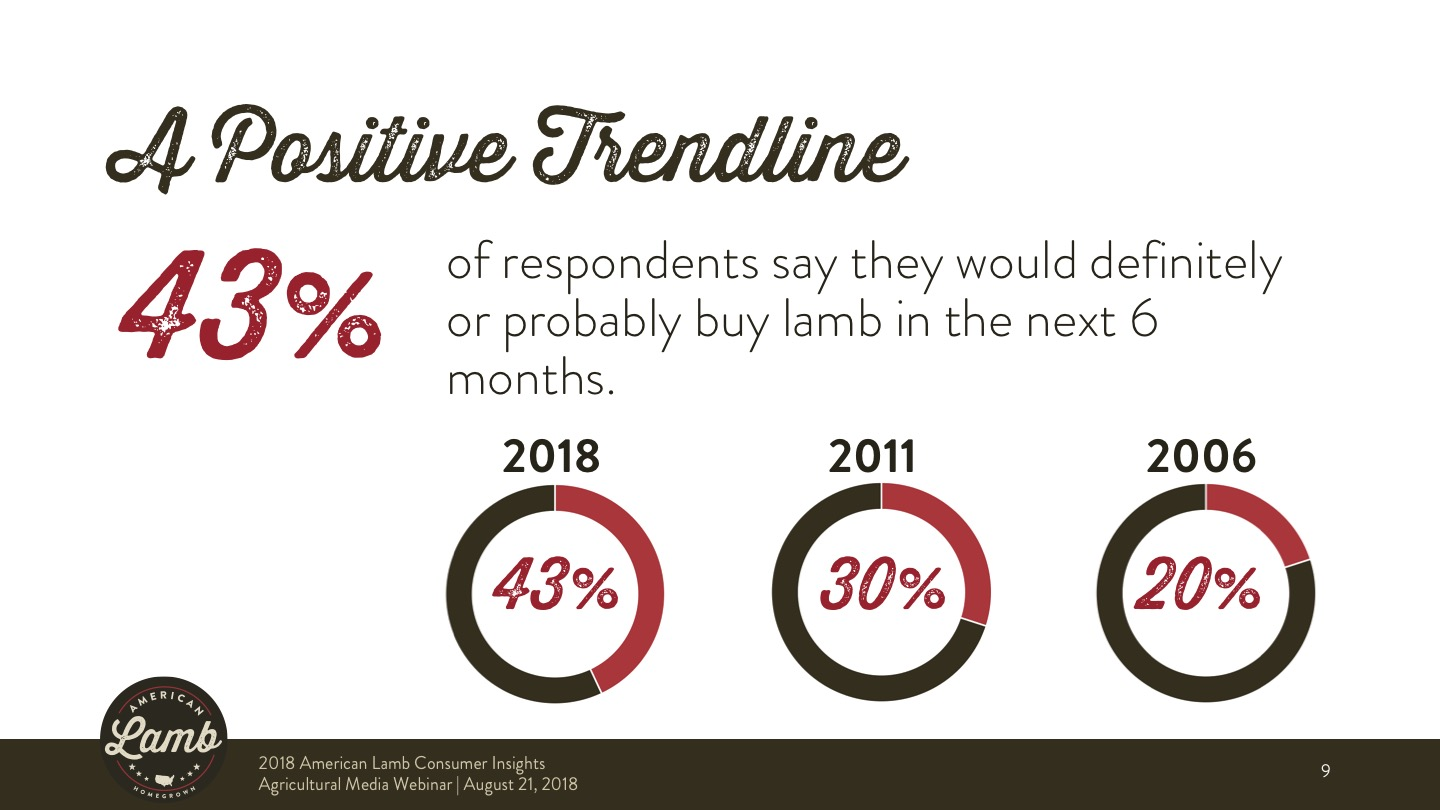 A Positive Trendline
43%
of respondents say they would definitely
or probably buy lamb in the next 6
months.
2018
2011
2006
43%
30%
20%
AMERICAN
Lamb
HOMEGROWN
2018 American Lamb Consumer Insights
Agricultural Media Webinar | August 21, 2018
9